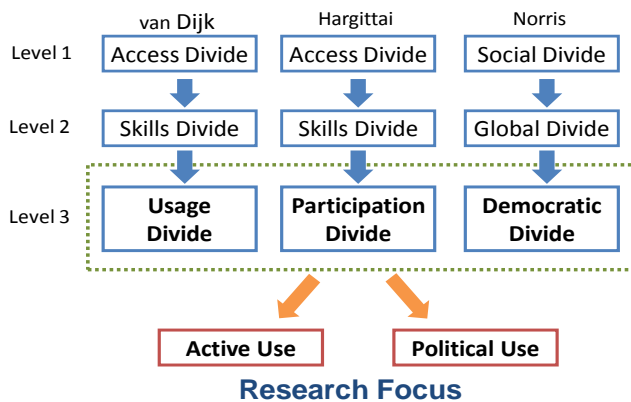 van Dijk Hargittai Norris
Level 1 Access Divide Access Divide Social Divide
Level 2 Skills Divide Skills Divide Global Divide
Level 3
Usage Participation Democratic
Divide Divide Divide
Active Use Political Use
Research Focus